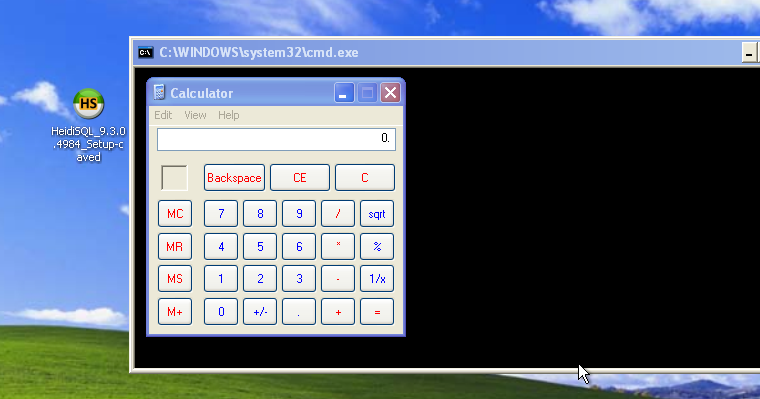 C:\WINDOWS\system32\cmd.exe
Calculator
Edit View Help
0.
Backspace CE C
MC 7 8 9 / sqrt
MR 4 5 6 * %
MS 1 2 3 - 1/x
M+ 0 +/- . + =
HS
HeidiSQL_9.3.0
.4984_Setup-c
aved